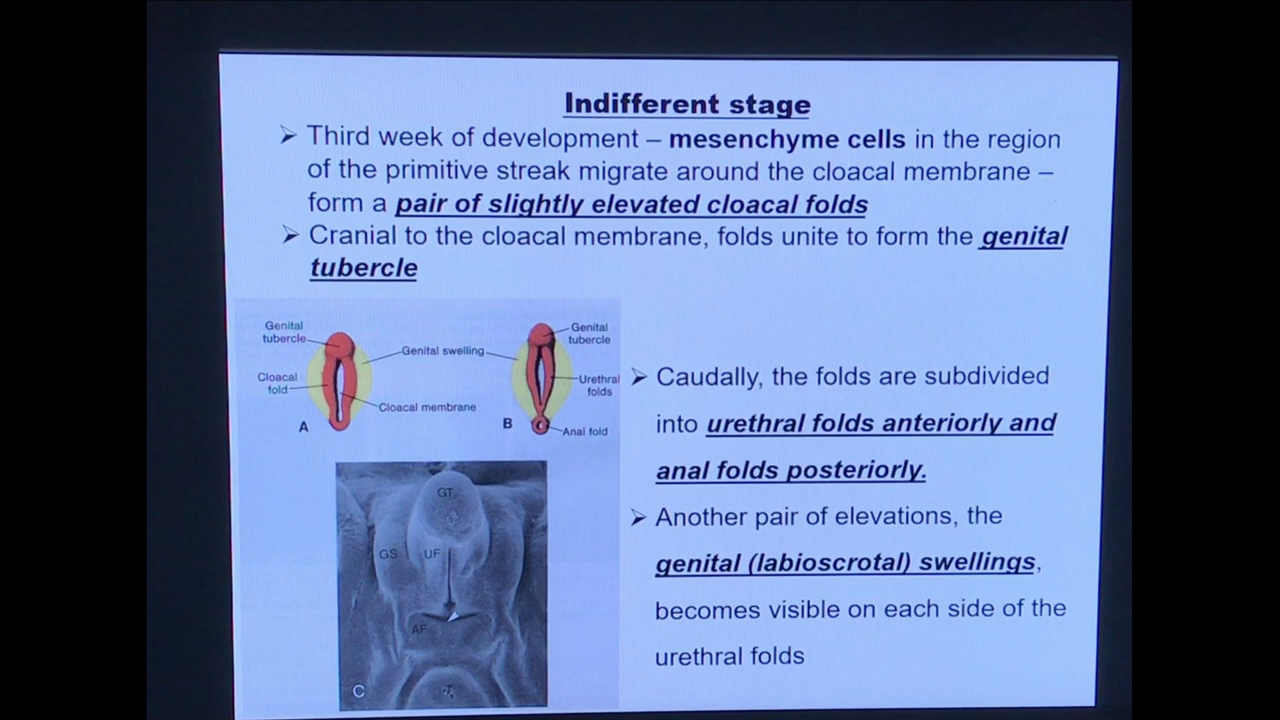 Indifferent stage
➢ Third week of development – mesenchyme cells in the region
of the primitive streak migrate around the cloacal membrane –
form a pair of slightly elevated cloacal folds
➢ Cranial to the cloacal membrane, folds unite to form the genital
tubercle
Genital
tubercle
Cloacal
fold
Genital swelling
Cloacal membrane
A
Genital
tubercle
Urethral
folds
Anal fold
B
GT
GS
UF
AF
T
C
➢ Caudally, the folds are subdivided
into urethral folds anteriorly and
anal folds posteriorly.
➢ Another pair of elevations, the
genital (labioscrotal) swellings,
becomes visible on each side of the
urethral folds